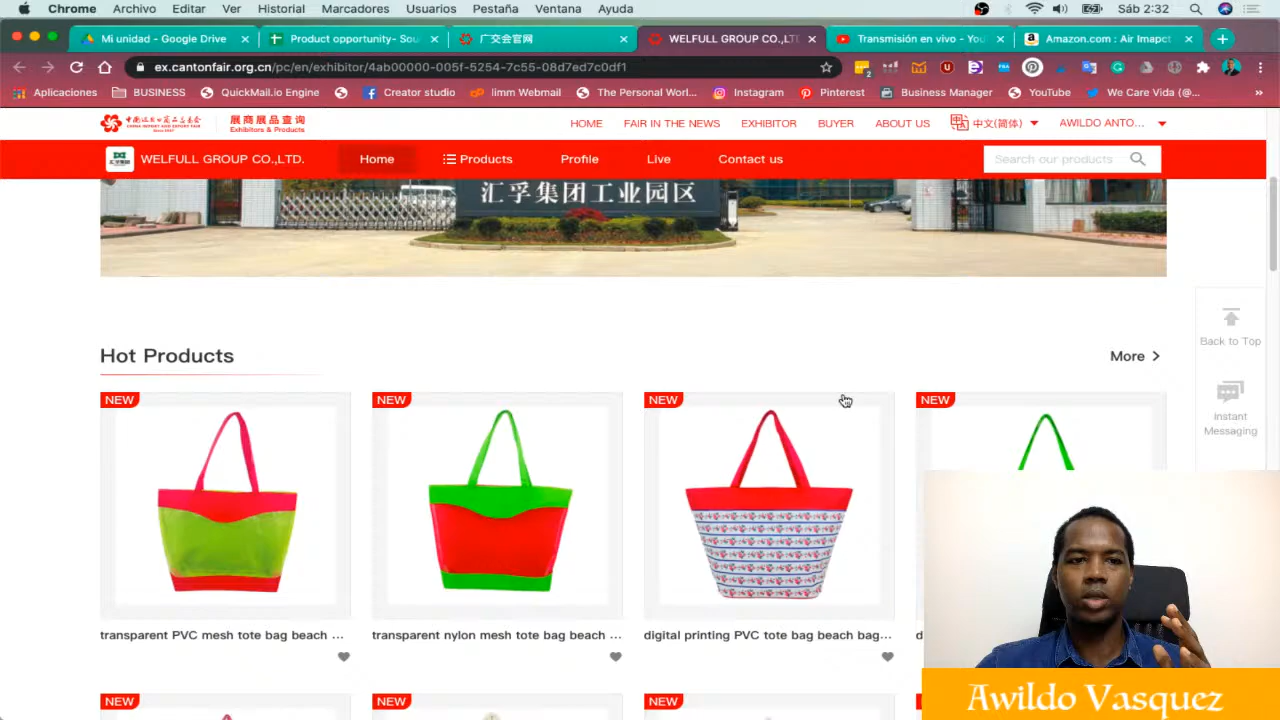 Chrome Archivo Editar Ver Historial Marcadores Usuarios Pestaña Ventana Ayuda Sáb 2:32
Mi unidad - Google Drive Product opportunity- Sou 广交会官网 WELFULL GROUP CO.,LTD Transmisión en vivo - You Amazon.com : Air Imapct
ex.cantonfair.org.cn/pc/en/exhibitor/4ab00000-005f-5254-7c55-08d7ed7c0df1
Aplicaciones BUSINESS QuickMail.io Engine Creator studio limm Webmail The Personal Worl... Instagram Pinterest Business Manager YouTube We Care Vida (@...
展商展品查询
Exhibitors & Products
HOME FAIR IN THE NEWS EXHIBITOR BUYER ABOUT US 中文(简体) AWILDO ANTO...
WELFULL GROUP CO.,LTD. Home Products Profile Live Contact us Search our products
汇孚集团工业园区
Back to Top
Instant
Messaging
Hot Products More
NEW NEW NEW NEW
transparent PVC mesh tote bag beach ... transparent nylon mesh tote bag beach ... digital printing PVC tote bag beach bag...
NEW NEW NEW
Awildo Vasquez